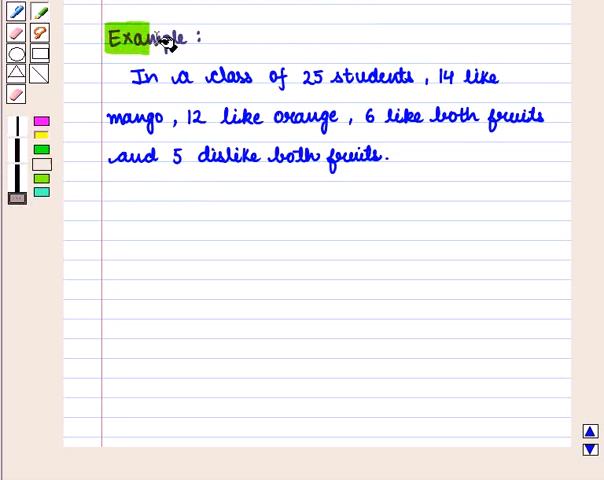 Example :
In a class of 25 students , 14 like
mango , 12 like orange , 6 like both fruits
and 5 dislike both fruits.